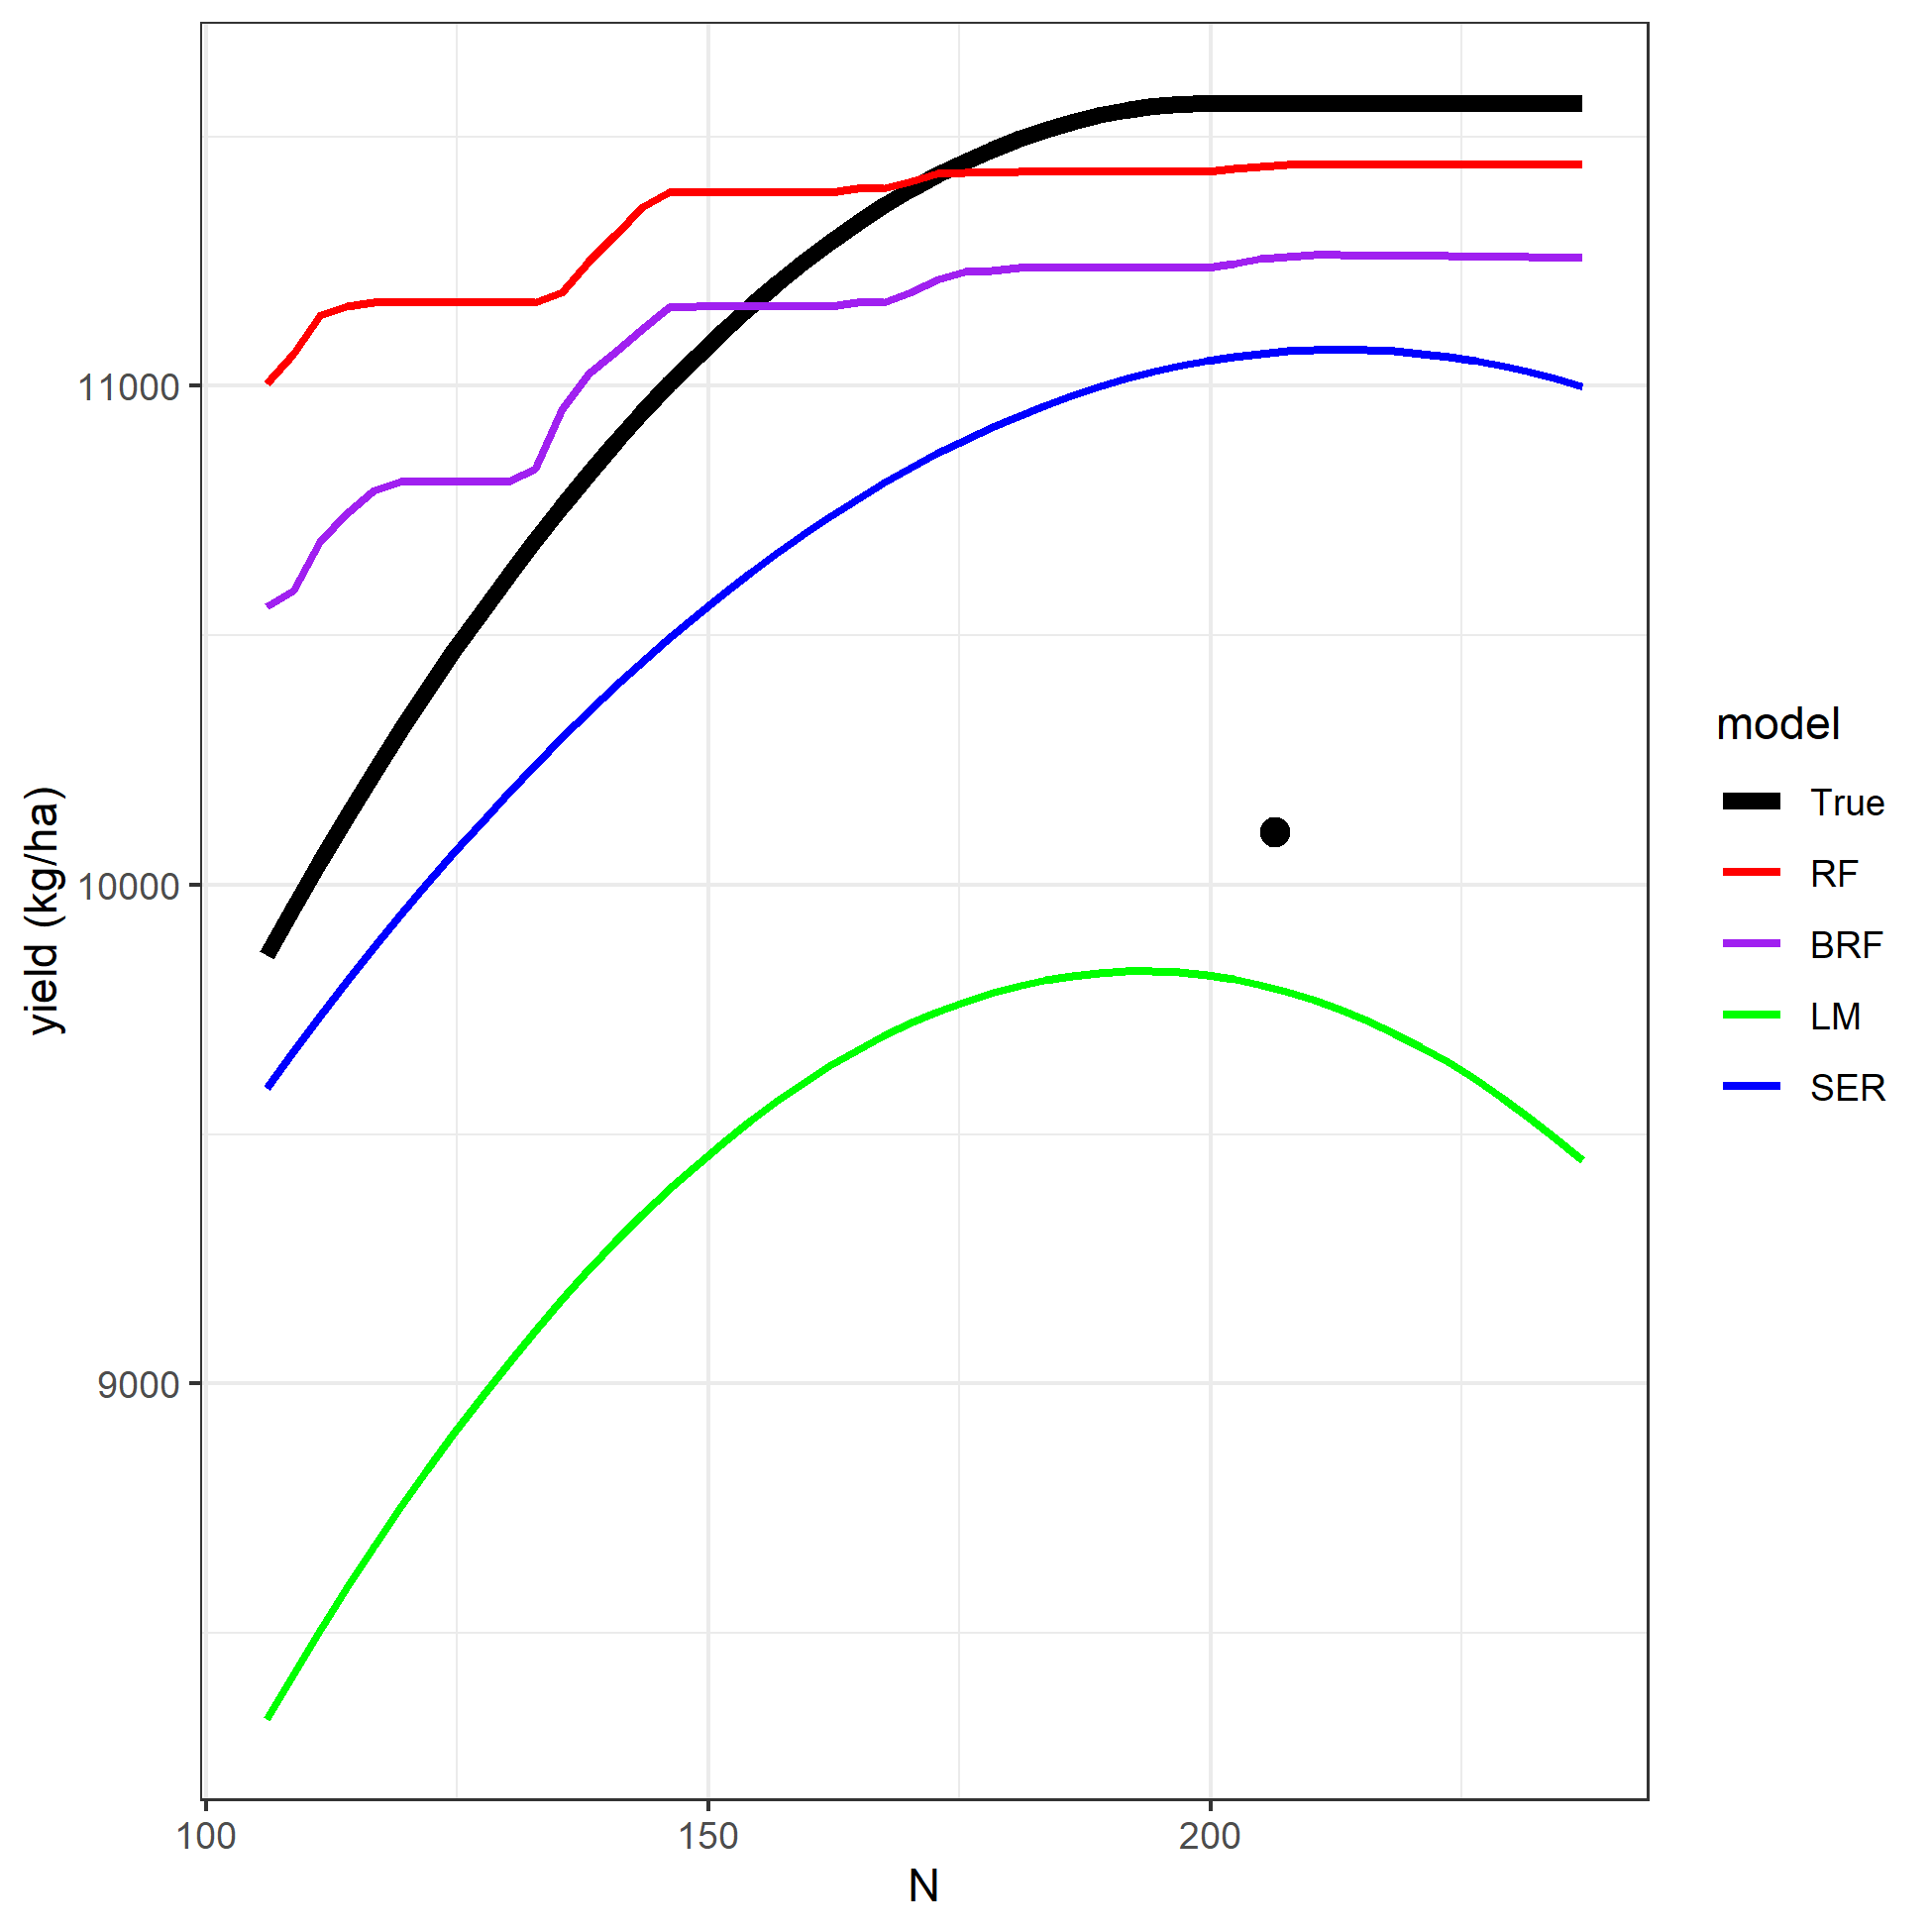 yield (kg/ha)
11000
10000
9000
100
150
200
N
model
True
RF
BRF
LM
SER